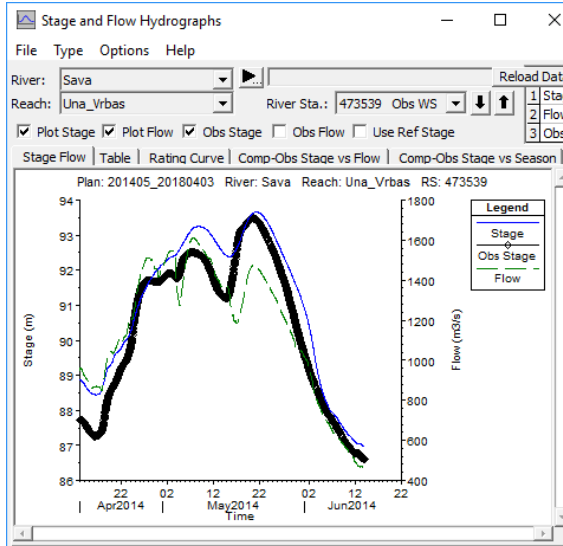 Stage and Flow Hydrographs
File Type Options Help
River: Sava Reload Dat
Reach: Una_Vrbas River Sta.: 473539 Obs WS 1 Stag
Plot Stage Plot Flow Obs Stage Obs Flow Use Ref Stage 2 Flow
3 Obs
Stage Flow Table Rating Curve Comp-Obs Stage vs Flow Comp-Obs Stage vs Season
Plan: 201405_20180403 River: Sava Reach: Una_Vrbas RS: 473539
94 1800
93 1600
92 1400
91 1200
90 1000
89 800
88 600
87
86 400
Stage (m)
Flow (m3/s)
Legend
Stage
Obs Stage
Flow
22 02 12 22 02 12 22
Apr2014 May2014 Jun2014
Time